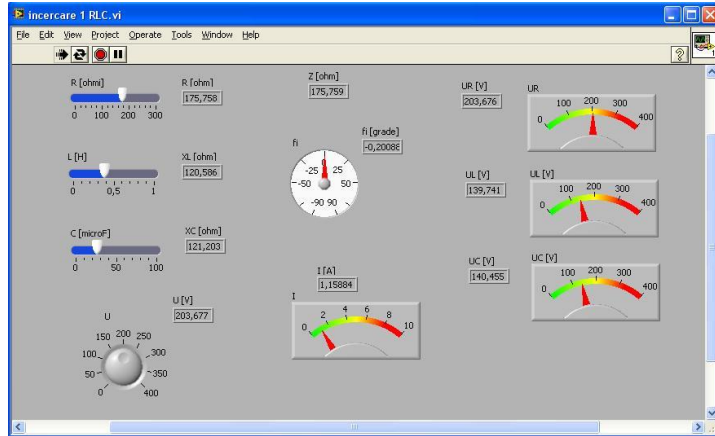 incercare 1 RLC.vi
File Edit View Project Operate Tools Window Help
R [ohmi]
0 100 200 300
R [ohm]
175,758
Z [ohm]
175,759
UR [V]
203,676
UR
0 100 200 300 400
L [H]
0 0,5 1
XL [ohm]
120,586
fi
-90 -50 -25 0 25 50 90
fi [grade]
-0,20088
UL [V]
139,741
UL [V]
0 100 200 300 400
C [microF]
0 50 100
XC [ohm]
121,203
UC [V]
140,455
UC [V]
0 100 200 300 400
U
0 50 100 150 200 250 300 350 400
U [V]
203,677
I [A]
1,15884
I
0 2 4 6 8 10